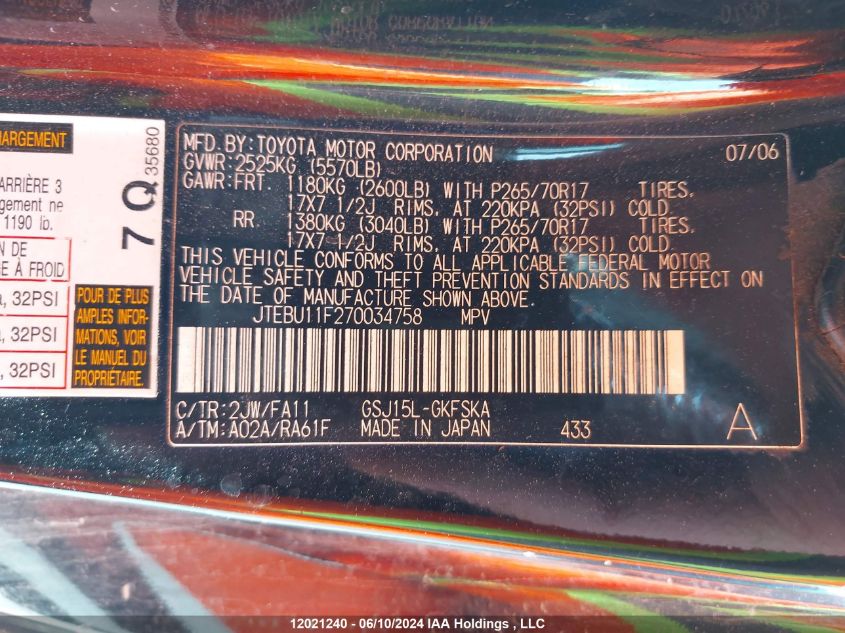 HARGEMENT
ARRIÈRE 3
gement ne
1190 lb.
N DE
E À FROID
, 32PSI
, 32PSI
, 32PSI
7 Q 35680
POUR DE PLUS
AMPLES INFOR-
MATIONS, VOIR
LE MANUEL DU
PROPRIÉTAIRE.
MFD.BY:TOYOTA MOTOR CORPORATION 07/06
GVWR:2525KG (5570LB)
GAWR:FRT. 1180KG (2600LB) WITH P265/70R17 TIRES,
17X7 1/2J RIMS, AT 220KPA (32PSI) COLD.
RR 1380KG (3040LB) WITH P265/70R17 TIRES,
17X7 1/2J RIMS, AT 220KPA (32PSI) COLD.
THIS VEHICLE CONFORMS TO ALL APPLICABLE FEDERAL MOTOR
VEHICLE SAFETY AND THEFT PREVENTION STANDARDS IN EFFECT ON
THE DATE OF MANUFACTURE SHOWN ABOVE.
JTEBU11F270034758 MPV
C/TR:2JW/FA11 GSJ15L-GKFSKA
A/TM:A02A/RA61F MADE IN JAPAN 433 A
12021240 - 06/10/2024 IAA Holdings , LLC